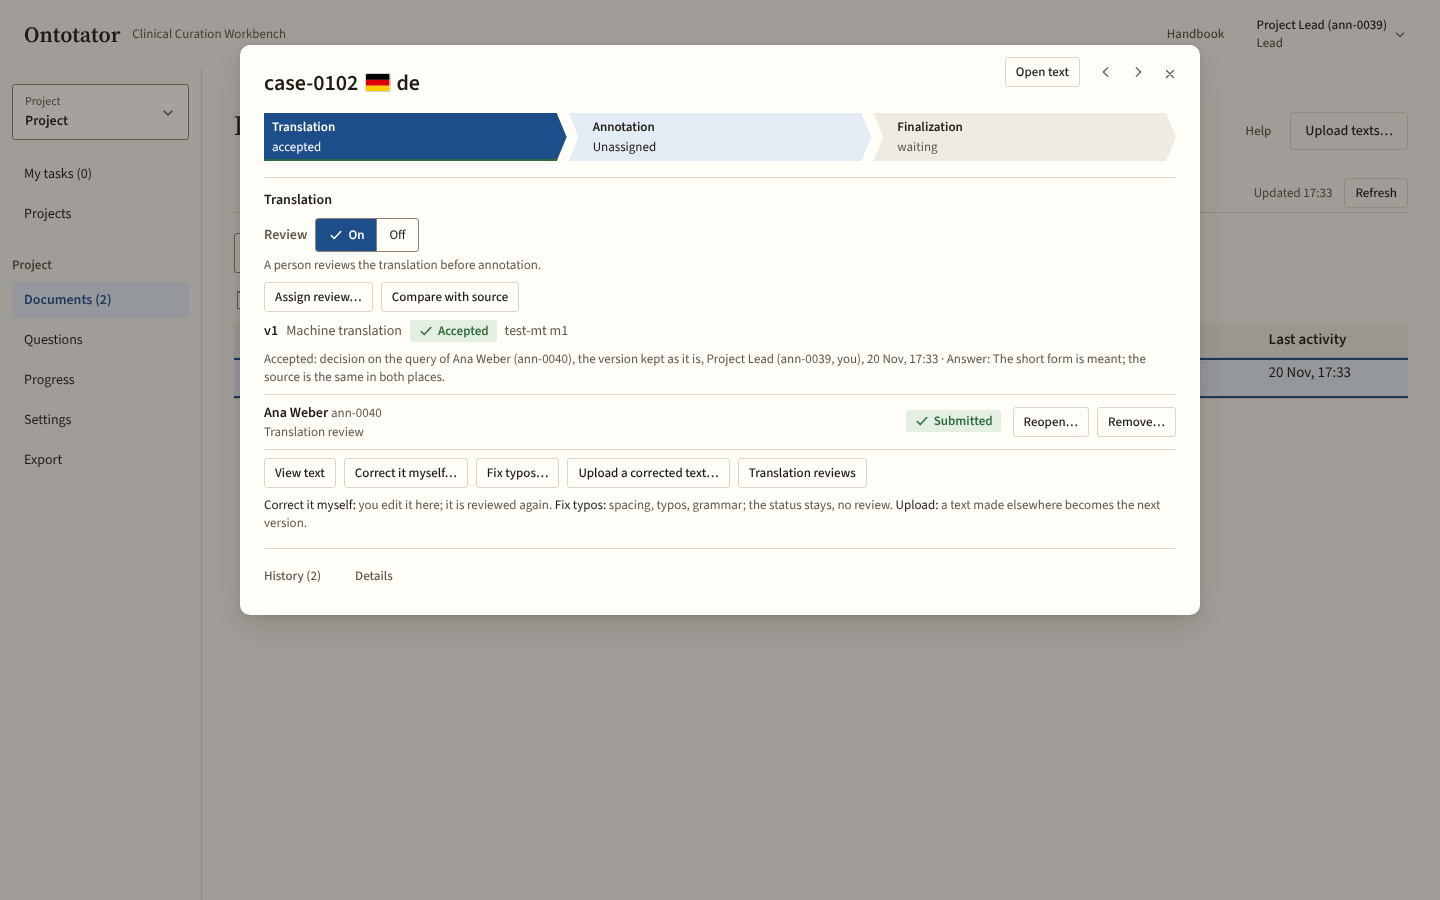 Ontotator Clinical Curation Workbench
Handbook
Project Lead (ann-0039)
Lead
Project
Project
My tasks (0)
Projects
Project
Documents (2)
Questions
Progress
Settings
Export
Help
Upload texts…
Updated 17:33
Refresh
Last activity
20 Nov, 17:33
case-0102 de
Open text
Translation
accepted
Annotation
Unassigned
Finalization
waiting
Translation
Review On Off
A person reviews the translation before annotation.
Assign review… Compare with source
v1 Machine translation Accepted test-mt m1
Accepted: decision on the query of Ana Weber (ann-0040), the version kept as it is, Project Lead (ann-0039, you), 20 Nov, 17:33 · Answer: The short form is meant; the
source is the same in both places.
Ana Weber ann-0040
Translation review
Submitted Reopen… Remove…
View text Correct it myself… Fix typos… Upload a corrected text… Translation reviews
Correct it myself: you edit it here; it is reviewed again. Fix typos: spacing, typos, grammar; the status stays, no review. Upload: a text made elsewhere becomes the next
version.
History (2) Details